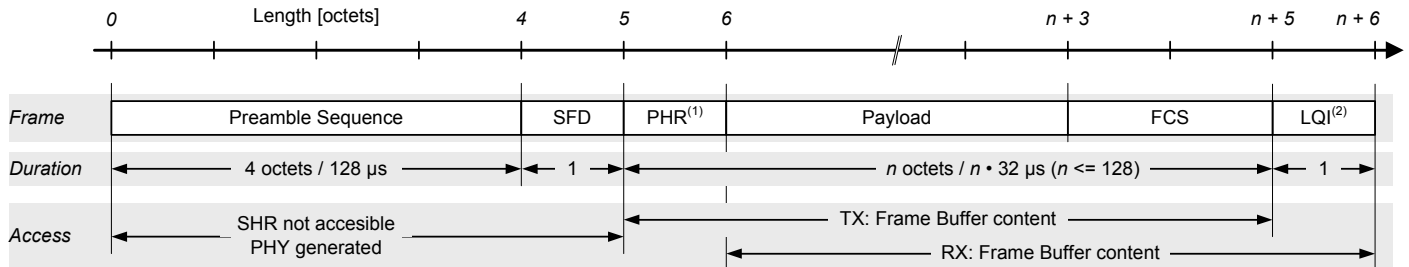 0 Length [octets] 4 5 6 n + 3 n + 5 n + 6
Frame Preamble Sequence SFD PHR(1) Payload FCS LQI(2)
Duration 4 octets / 128 µs 1 n octets / n • 32 µs (n <= 128) 1
Access SHR not accesible TX: Frame Buffer content
PHY generated RX: Frame Buffer content